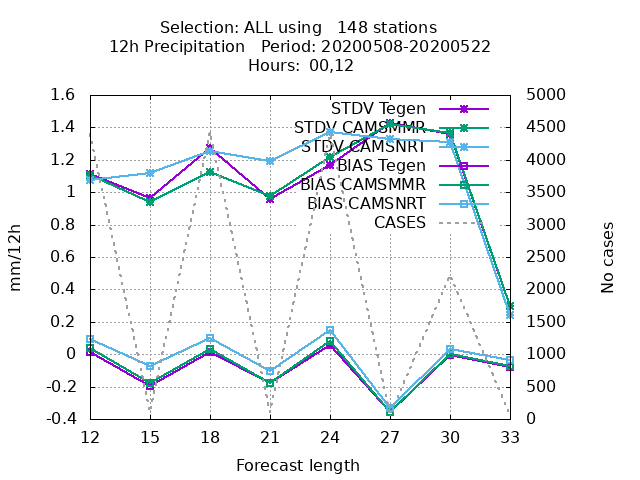 Selection: ALL using   148 stations
12h Precipitation   Period: 20200508-20200522
Hours:  00,12
STDV Tegen
STDV CAMSMMR
STDV CAMSNRT
BIAS Tegen
BIAS CAMSMMR
BIAS CAMSNRT
CASES
1.6
1.4
1.2
1
0.8
0.6
0.4
0.2
0
-0.2
-0.4
mm/12h
5000
4500
4000
3500
3000
2500
2000
1500
1000
500
0
No cases
12 15 18 21 24 27 30 33
Forecast length